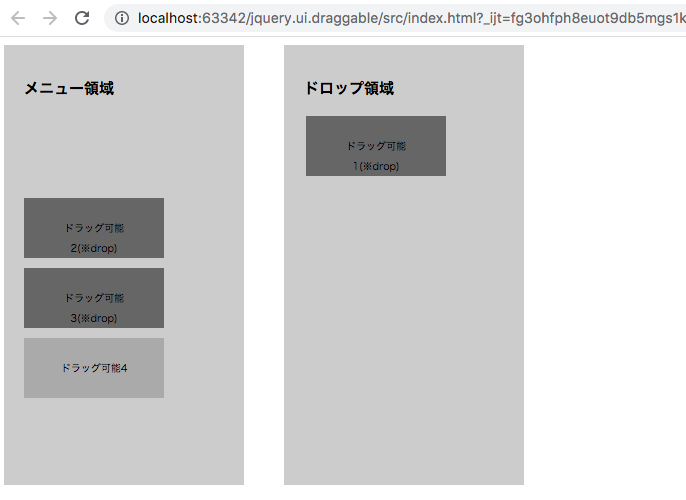 localhost:63342/jquery.ui.draggable/src/index.html?_ijt=fg3ohfph8euot9db5mgs1k
メニュー領域
ドラッグ可能
2(※drop)
ドラッグ可能
3(※drop)
ドラッグ可能4
ドロップ領域
ドラッグ可能
1(※drop)